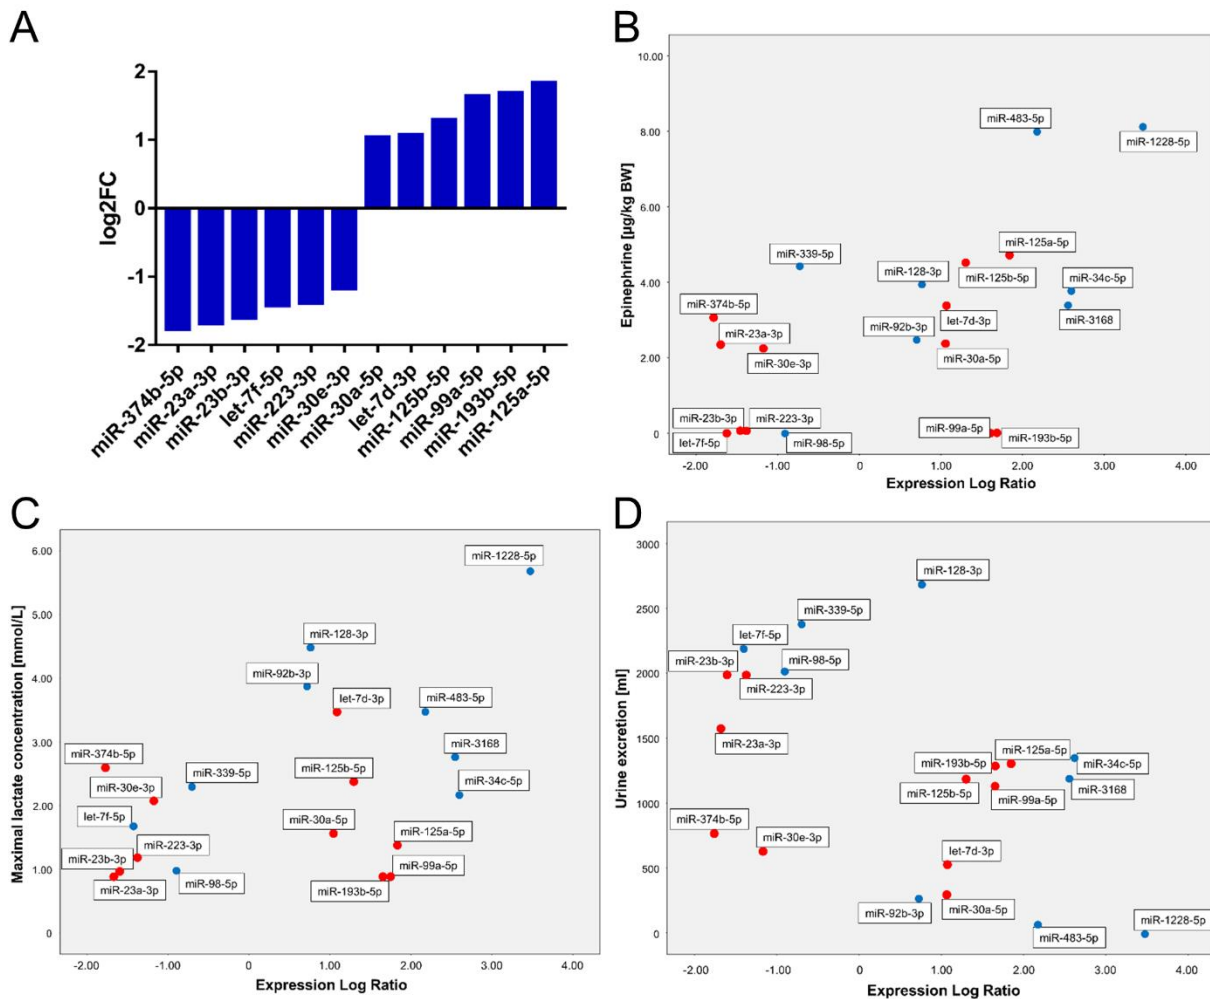 A
log2FC
2
1
0
-1
-2
miR-374b-5p
miR-23a-3p
miR-23b-3p
let-7f-5p
miR-223-3p
miR-30e-3p
miR-30a-5p
let-7d-3p
miR-125b-5p
miR-99a-5p
miR-193b-5p
miR-125a-5p
B
Epinephrine [µg/kg BW]
10.00
8.00
6.00
4.00
2.00
0
miR-483-5p
miR-1228-5p
miR-125a-5p
miR-339-5p
miR-125b-5p
miR-128-3p
miR-34c-5p
miR-374b-5p
let-7d-3p
miR-3168
miR-92b-3p
miR-23a-3p
miR-30a-5p
miR-30e-3p
miR-23b-3p
miR-223-3p
miR-99a-5p
let-7f-5p
miR-98-5p
miR-193b-5p
-2.00 -1.00 0 1.00 2.00 3.00 4.00
Expression Log Ratio
C
Maximal lactate concentration [mmol/L]
6.00
5.00
4.00
3.00
2.00
1.00
0
miR-1228-5p
miR-128-3p
miR-92b-3p
let-7d-3p
miR-483-5p
miR-3168
miR-374b-5p
miR-339-5p
miR-125b-5p
miR-30e-3p
miR-34c-5p
let-7f-5p
miR-30a-5p
miR-125a-5p
miR-223-3p
miR-23b-3p
miR-99a-5p
miR-23a-3p
miR-98-5p
miR-193b-5p
-2.00 -1.00 0 1.00 2.00 3.00 4.00
Expression Log Ratio
D
Urine excretion [ml]
3000
2500
2000
1500
1000
500
0
miR-128-3p
miR-339-5p
let-7f-5p
miR-23b-3p
miR-98-5p
miR-223-3p
miR-23a-3p
miR-125a-5p
miR-193b-5p
miR-34c-5p
miR-125b-5p
miR-99a-5p
miR-3168
miR-374b-5p
miR-30e-3p
let-7d-3p
miR-92b-3p
miR-30a-5p
miR-1228-5p
miR-483-5p
-2.00 -1.00 0 1.00 2.00 3.00 4.00
Expression Log Ratio